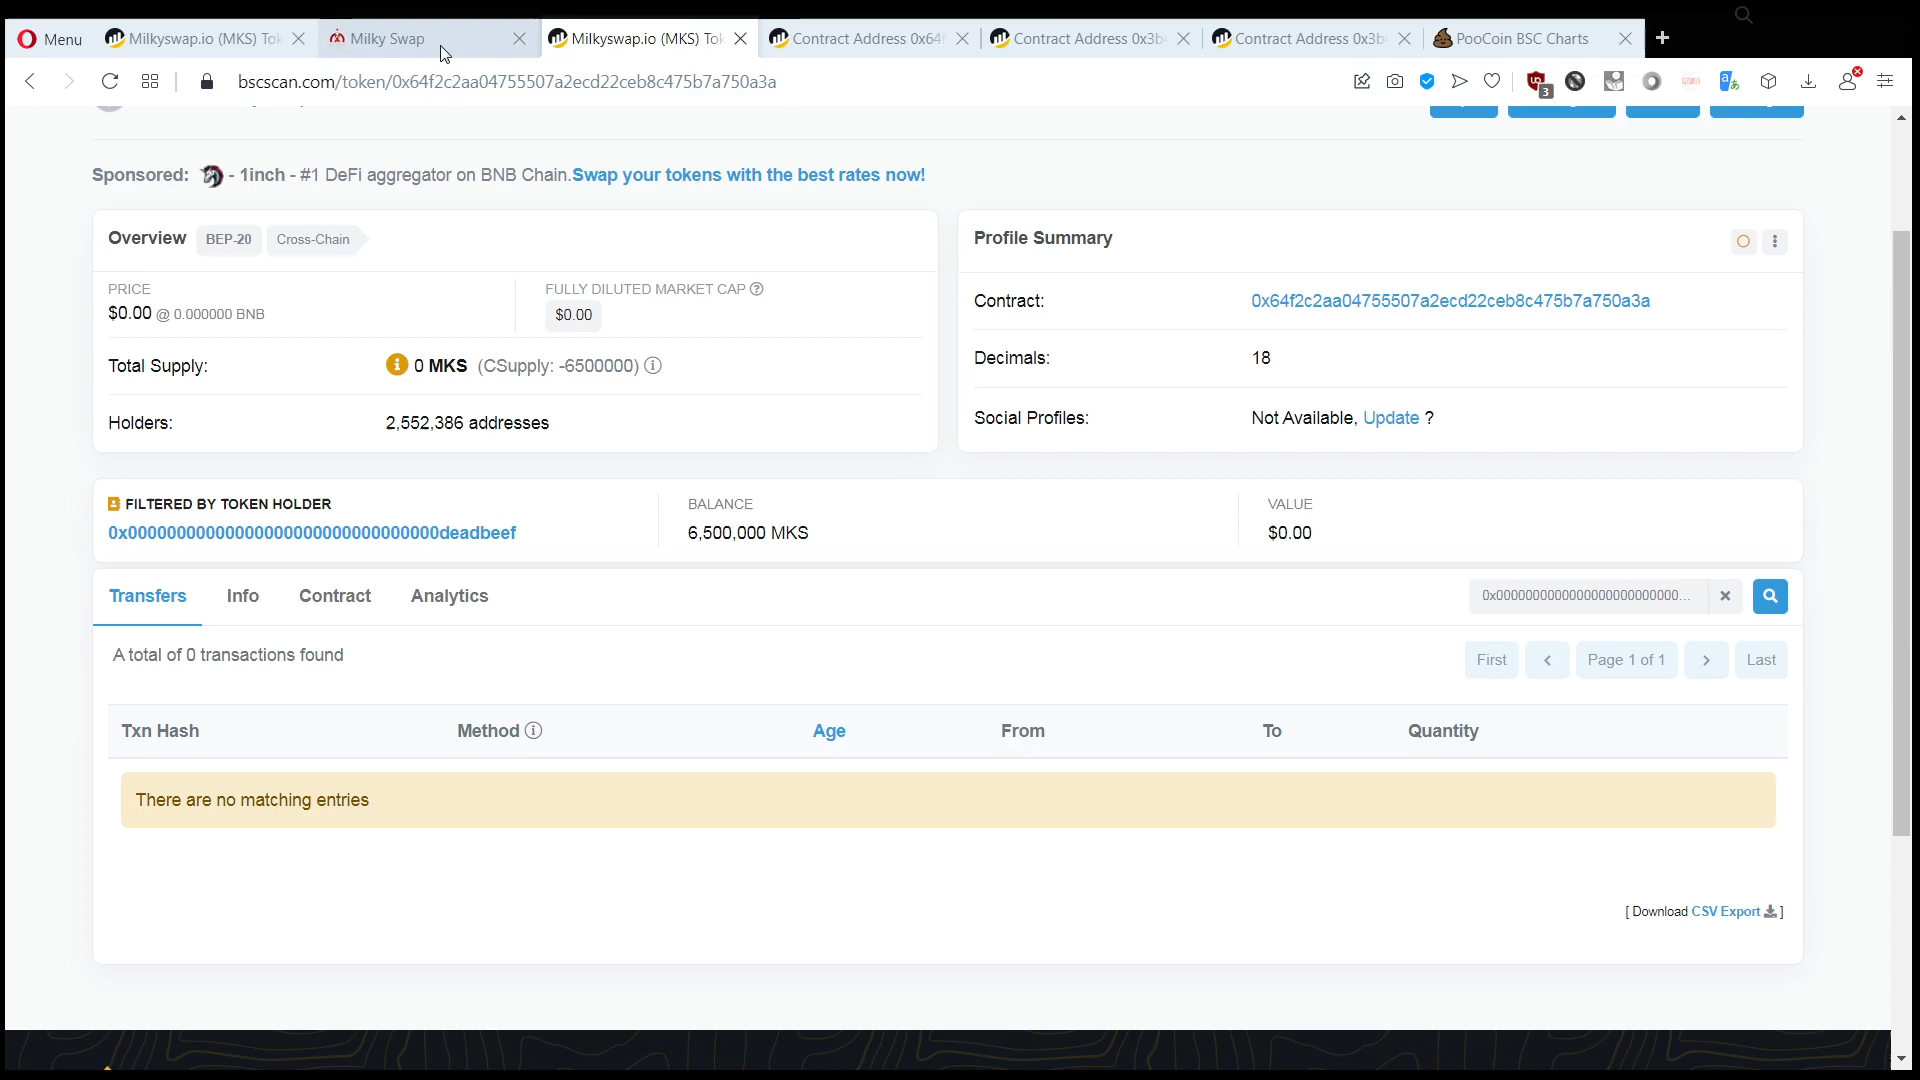 Menu
Milkyswap.io (MKS) Tok
Milky Swap
Milkyswap.io (MKS) Tok
Contract Address 0x64f
Contract Address 0x3b
Contract Address 0x3b
PooCoin BSC Charts
bscscan.com/token/0x64f2c2aa04755507a2ecd22ceb8c475b7a750a3a
3
Sponsored: - 1inch - #1 DeFi aggregator on BNB Chain.Swap your tokens with the best rates now!
Overview BEP-20 Cross-Chain
PRICE
$0.00 @ 0.000000 BNB
FULLY DILUTED MARKET CAP
$0.00
Total Supply: 0 MKS (CSupply: -6500000)
Holders: 2,552,386 addresses
Profile Summary
Contract: 0x64f2c2aa04755507a2ecd22ceb8c475b7a750a3a
Decimals: 18
Social Profiles: Not Available, Update ?
FILTERED BY TOKEN HOLDER
0x00000000000000000000000000000000deadbeef
BALANCE
6,500,000 MKS
VALUE
$0.00
Transfers Info Contract Analytics
0x0000000000000000000000000...
A total of 0 transactions found
First Page 1 of 1 Last
Txn Hash Method Age From To Quantity
There are no matching entries
[ Download CSV Export ]